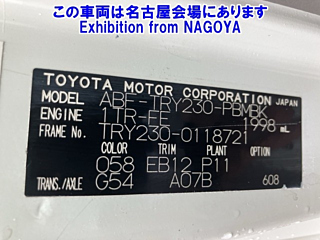 この車両は名古屋会場にあります
Exhibition from NAGOYA
TOYOTA MOTOR CORPORATION JAPAN
MODEL ABF-TRY230-PBMBK
ENGINE 1TR-FE 1998 mL
FRAME No. TRY230-0118721
COLOR TRIM PLANT
058 EB12 P11
TRANS./AXLE G54 A07B 608